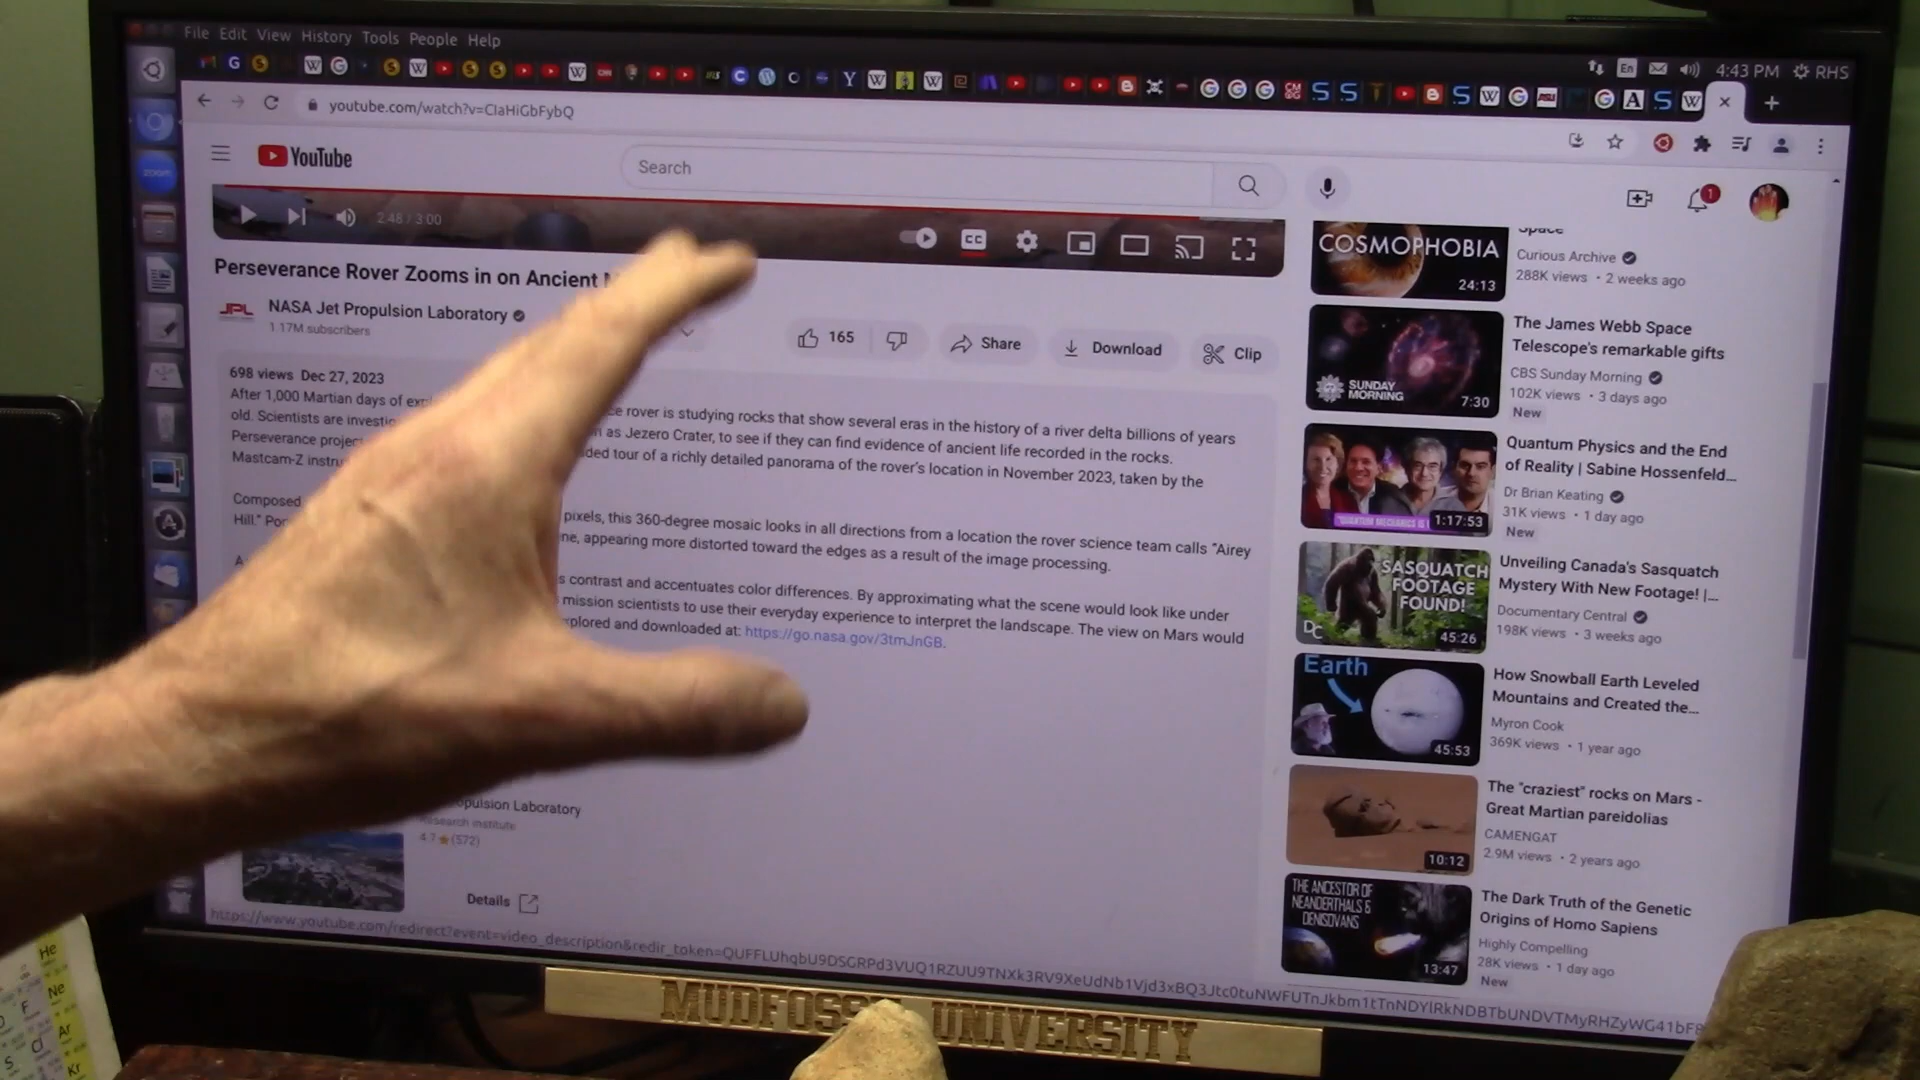 File Edit View History Tools People Help
En 4:43 PM RHS
youtube.com/watch?v=CIaHiGbFybQ
YouTube
Search
1
2:48 / 3:00
CC
Perseverance Rover Zooms in on Ancient
JPL
NASA Jet Propulsion Laboratory
1.17M subscribers
165
Share
Download
Clip
698 views Dec 27, 2023
After 1,000 Martian days of rover is studying rocks that show several eras in the history of a river delta billions of years
old. Scientists are as Jezero Crater, to see if they can find evidence of ancient life recorded in the rocks.
Perseverance tour of a richly detailed panorama of the rover's location in November 2023, taken by the
Mastcam-Z
Composed pixels, this 360-degree mosaic looks in all directions from a location the rover science team calls "Airey
Hill." appearing more distorted toward the edges as a result of the image processing.
contrast and accentuates color differences. By approximating what the scene would look like under
mission scientists to use their everyday experience to interpret the landscape. The view on Mars would
and downloaded at: https://go.nasa.gov/3tmJnGB.
Laboratory
Research institute
4.7 (572)
Details
COSMOPHOBIA
24:13
Space
Curious Archive
288K views • 2 weeks ago
SUNDAY
MORNING
7:30
The James Webb Space
Telescope's remarkable gifts
CBS Sunday Morning
102K views • 3 days ago
New
1:17:53
Quantum Physics and the End
of Reality | Sabine Hossenfeld...
Dr Brian Keating
31K views • 1 day ago
New
SASQUATCH
FOOTAGE
FOUND!
DC
45:26
Unveiling Canada's Sasquatch
Mystery With New Footage! |...
Documentary Central
198K views • 3 weeks ago
Earth
45:53
How Snowball Earth Leveled
Mountains and Created the...
Myron Cook
369K views • 1 year ago
10:12
The "craziest" rocks on Mars -
Great Martian pareidolias
CAMENGAT
2.9M views • 2 years ago
THE ANCESTOR OF
NEANDERTHALS &
DENISOVANS
13:47
The Dark Truth of the Genetic
Origins of Homo Sapiens
Highly Compelling
28K views • 1 day ago
New
UNIVERSITY
He
Ne
F
Ar
S Cl
Kr